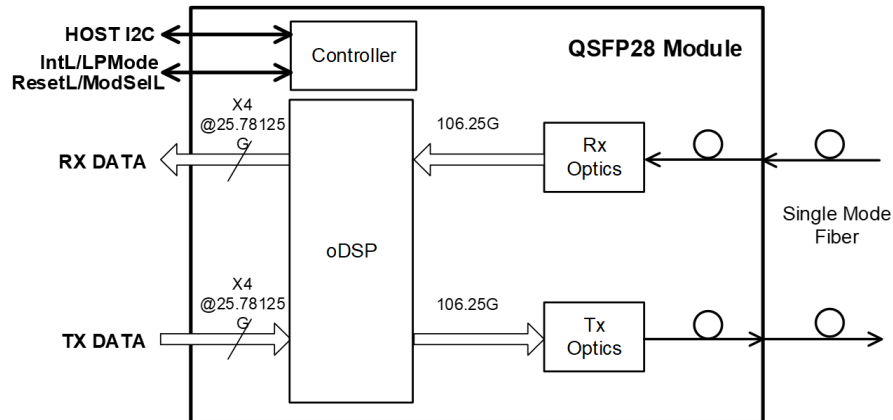 HOST I2C
IntL/LPMode
ResetL/ModSelL
Controller
QSFP28 Module
X4
@25.78125
G
106.25G
RX DATA
Rx
Optics
Single Mode
Fiber
oDSP
X4
@25.78125
G
106.25G
TX DATA
Tx
Optics